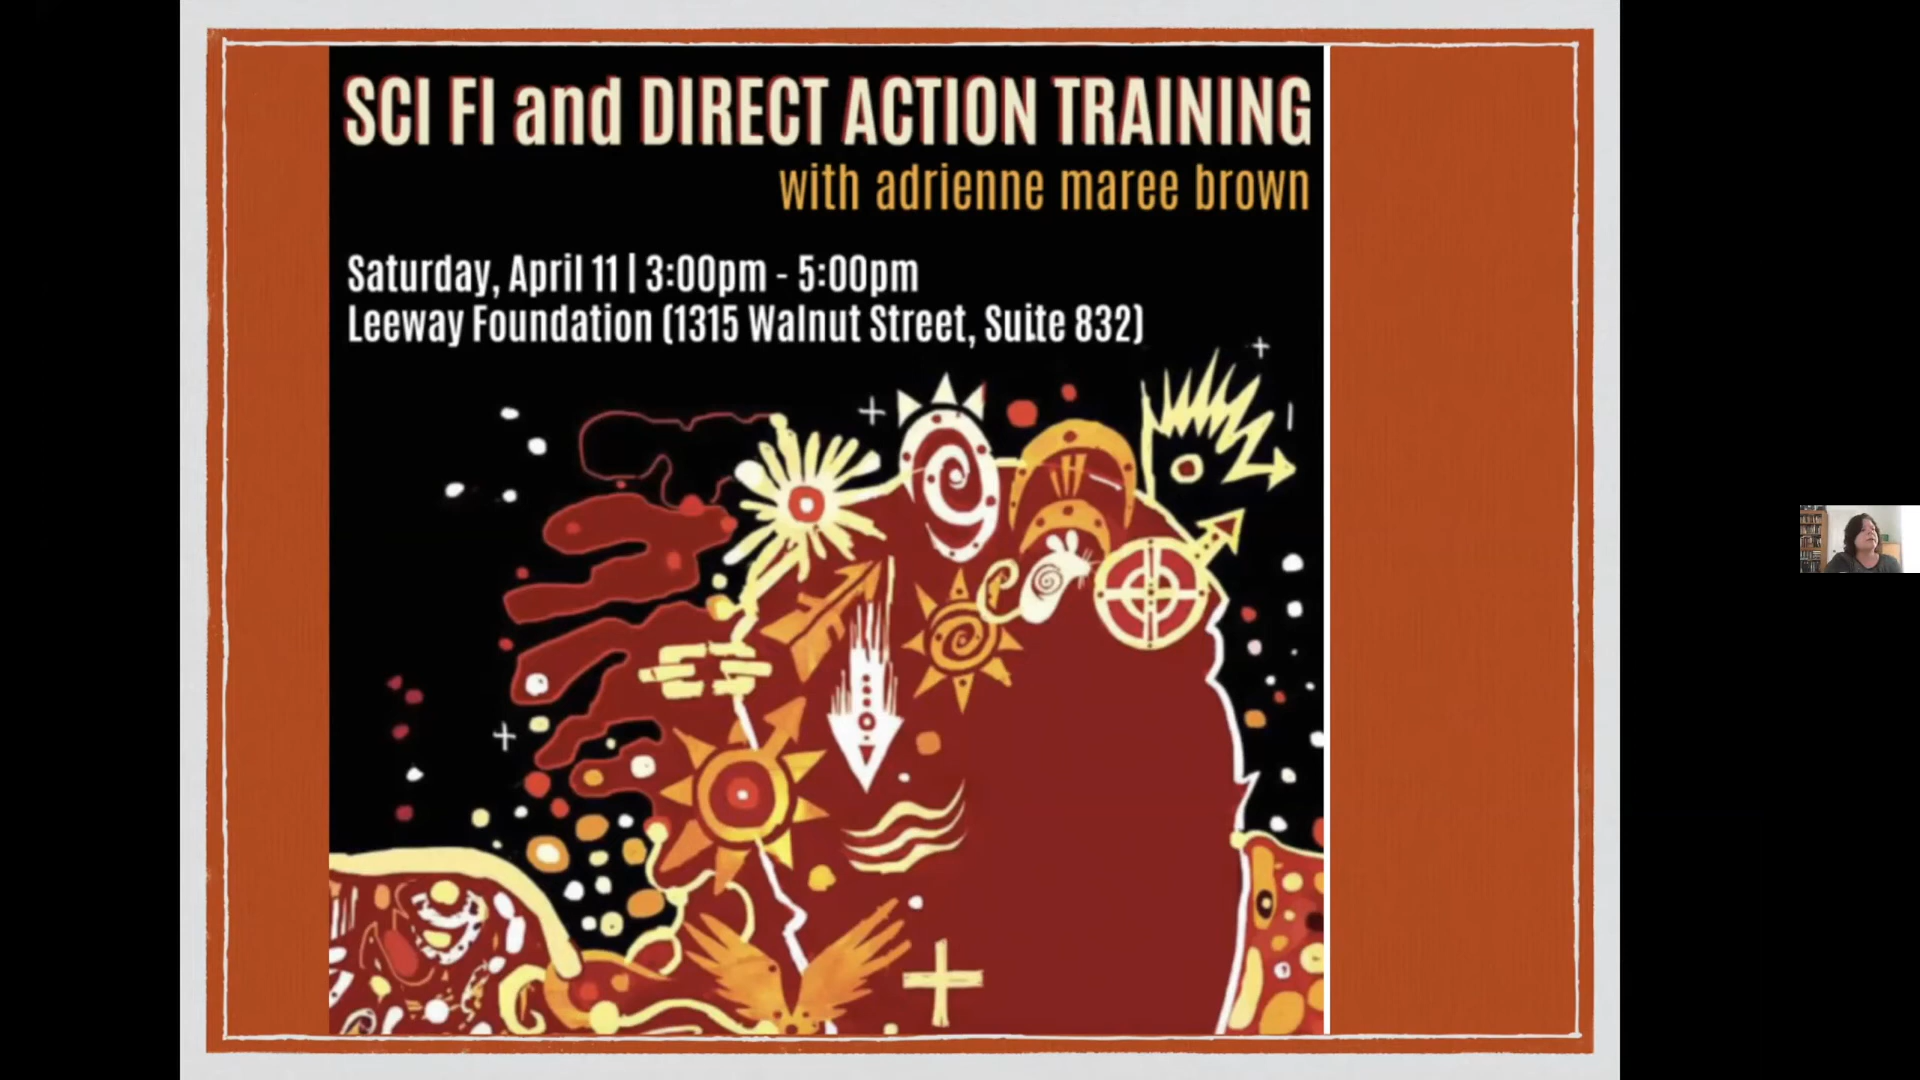 SCI FI and DIRECT ACTION TRAINING
with adrienne maree brown
Saturday, April 11 | 3:00pm - 5:00pm
Leeway Foundation (1315 Walnut Street, Suite 832)